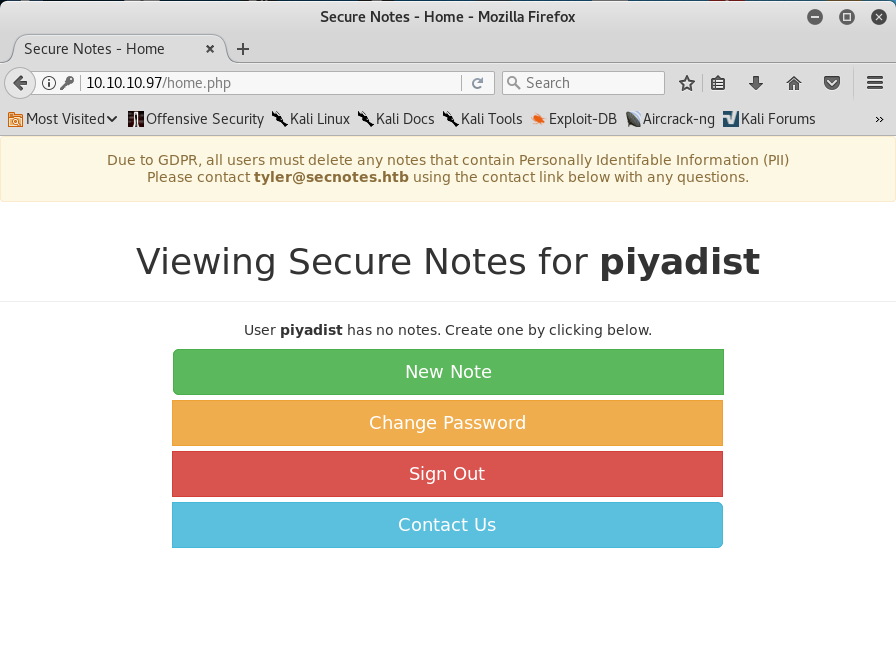 Secure Notes - Home - Mozilla Firefox
Secure Notes - Home
10.10.10.97/home.php
Search
Most Visited Offensive Security Kali Linux Kali Docs Kali Tools Exploit-DB Aircrack-ng Kali Forums »
Due to GDPR, all users must delete any notes that contain Personally Identifable Information (PII)
Please contact tyler@secnotes.htb using the contact link below with any questions.
Viewing Secure Notes for piyadist
User piyadist has no notes. Create one by clicking below.
New Note
Change Password
Sign Out
Contact Us